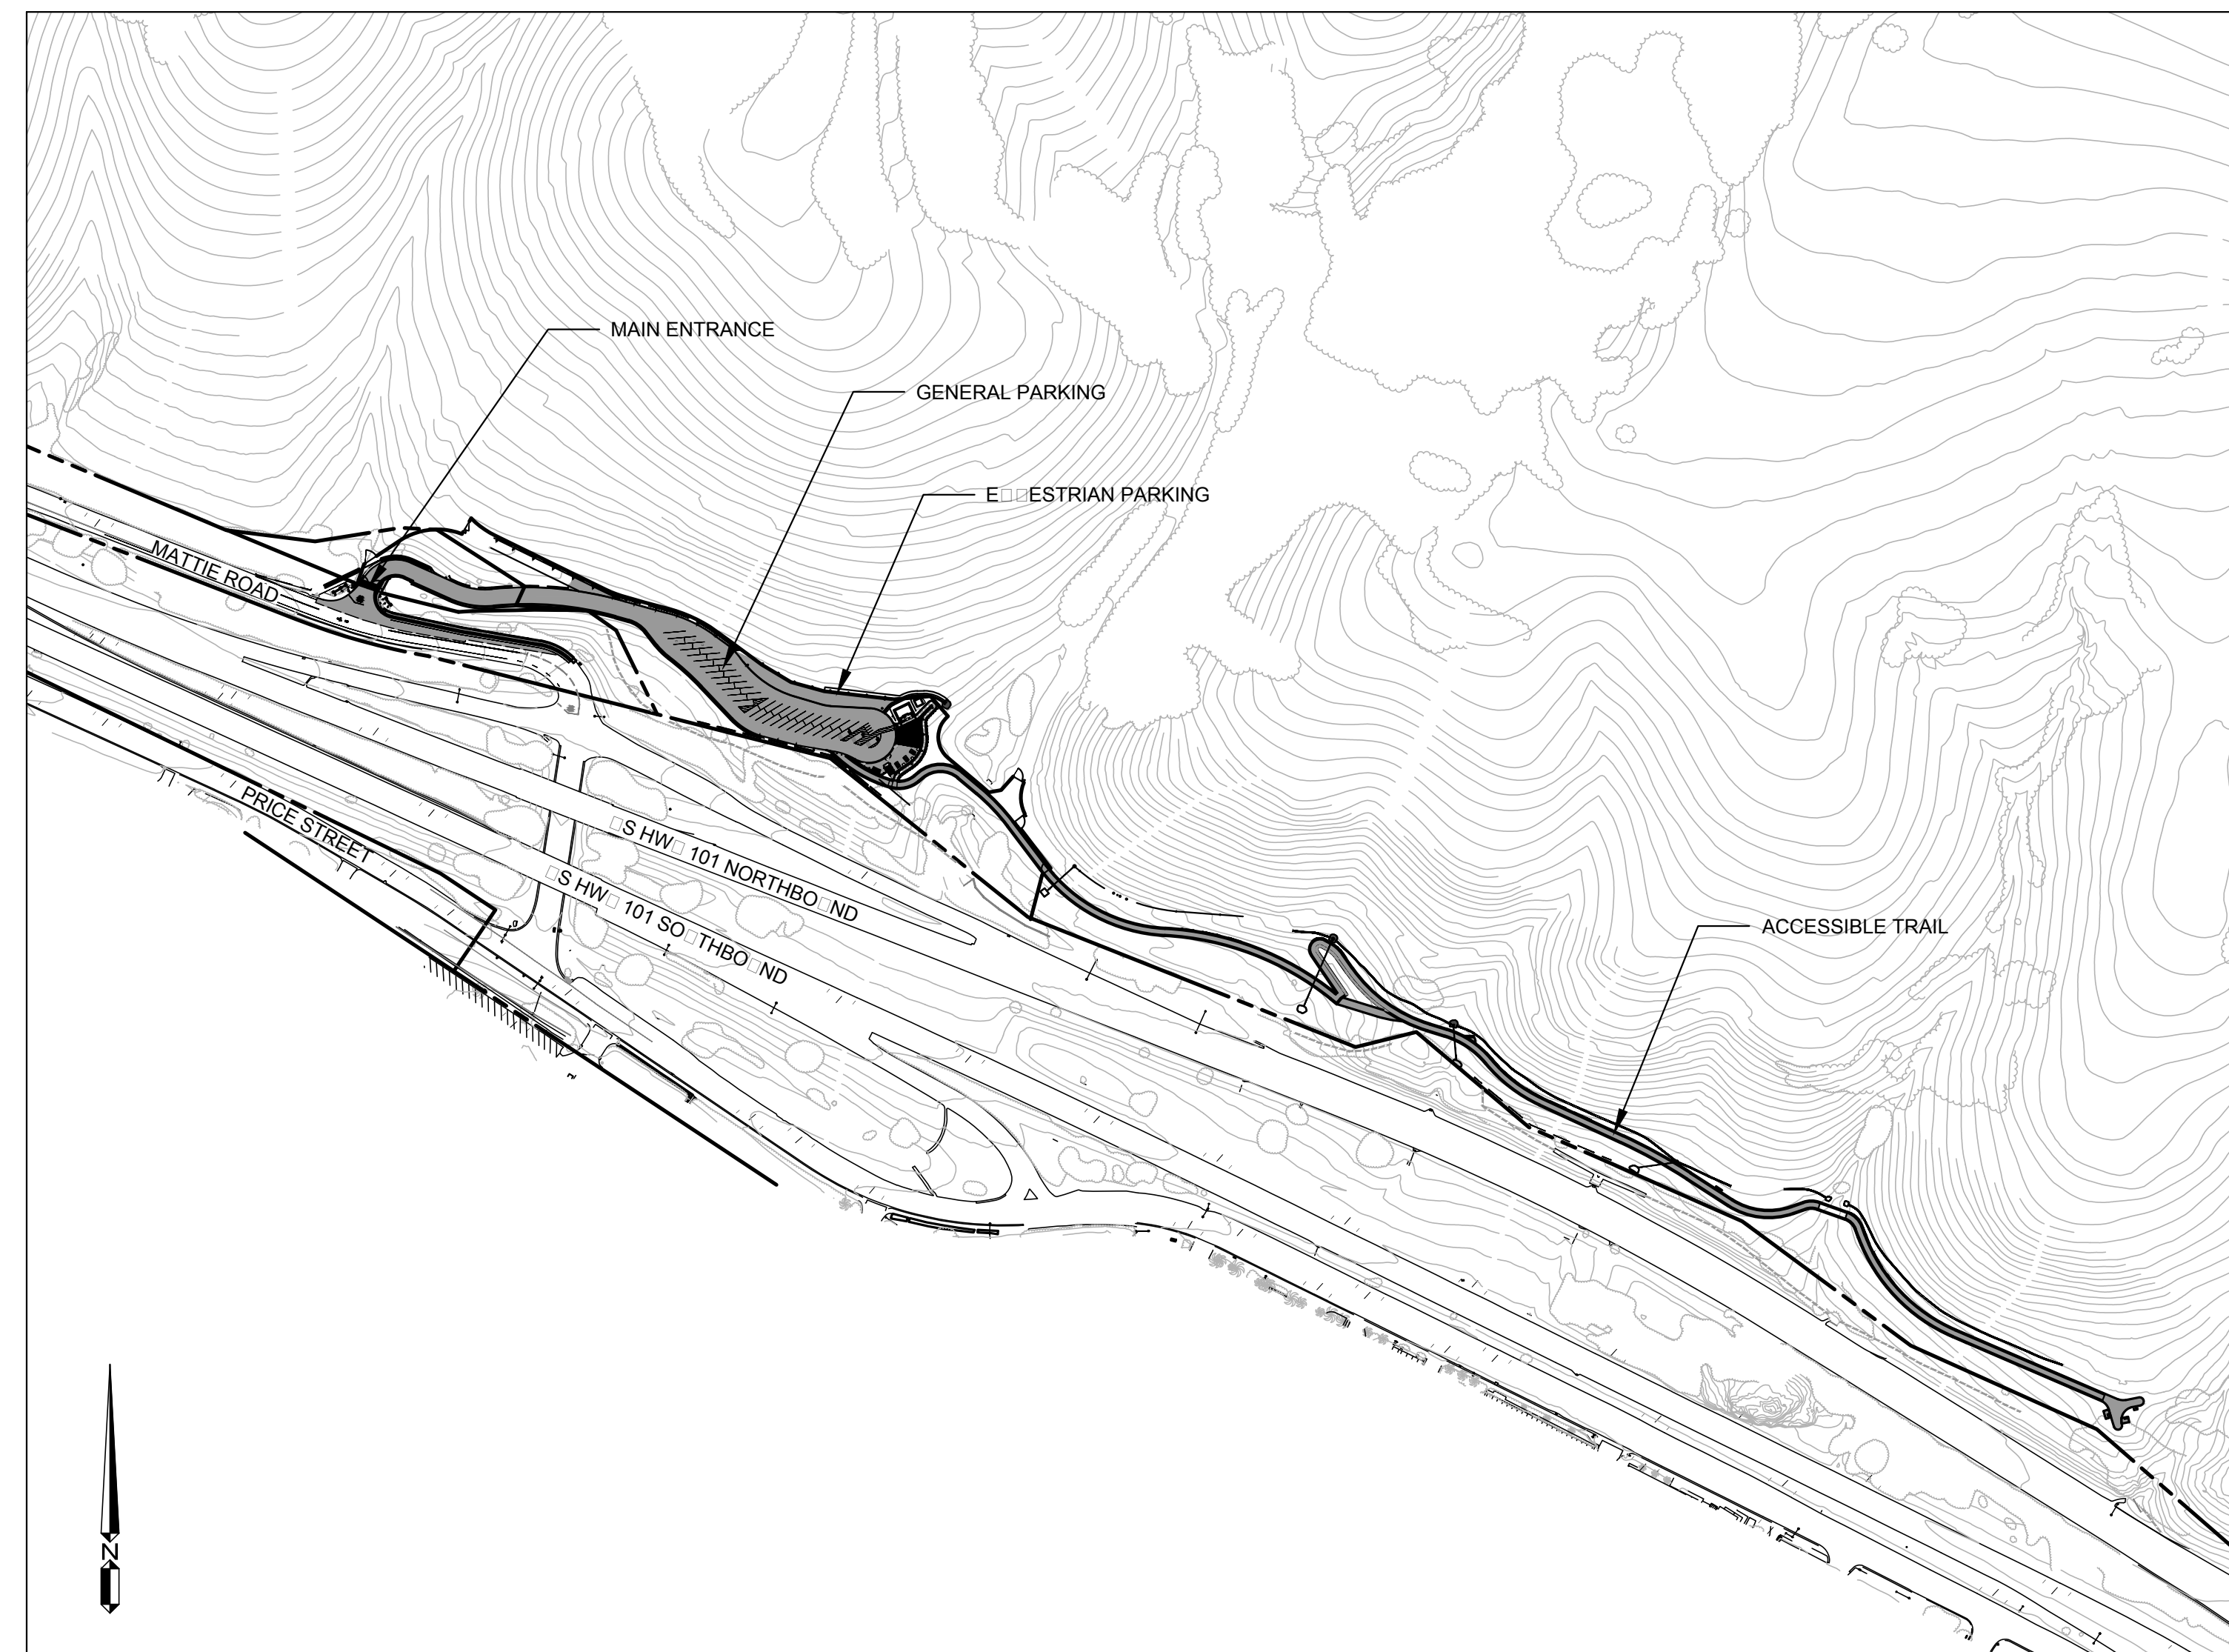 MAIN ENTRANCE
GENERAL PARKING
E□□ESTRIAN PARKING
MATTIE ROAD
PRICE STREET
□S HW□ 101 NORTHBO□ND
□S HW□ 101 SO□THBO□ND
ACCESSIBLE TRAIL
N